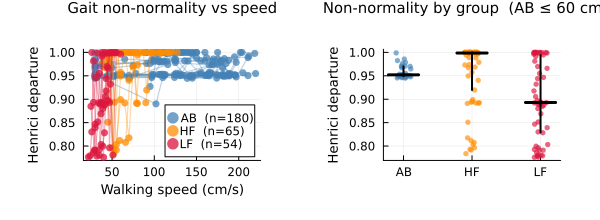 Gait non-normality vs speed
Henrici departure
1.00
0.95
0.90
0.85
0.80
50
100
150
200
Walking speed (cm/s)
AB (n=180)
HF (n=65)
LF (n=54)
Non-normality by group (AB ≤ 60 cm
Henrici departure
1.00
0.95
0.90
0.85
0.80
AB
HF
LF